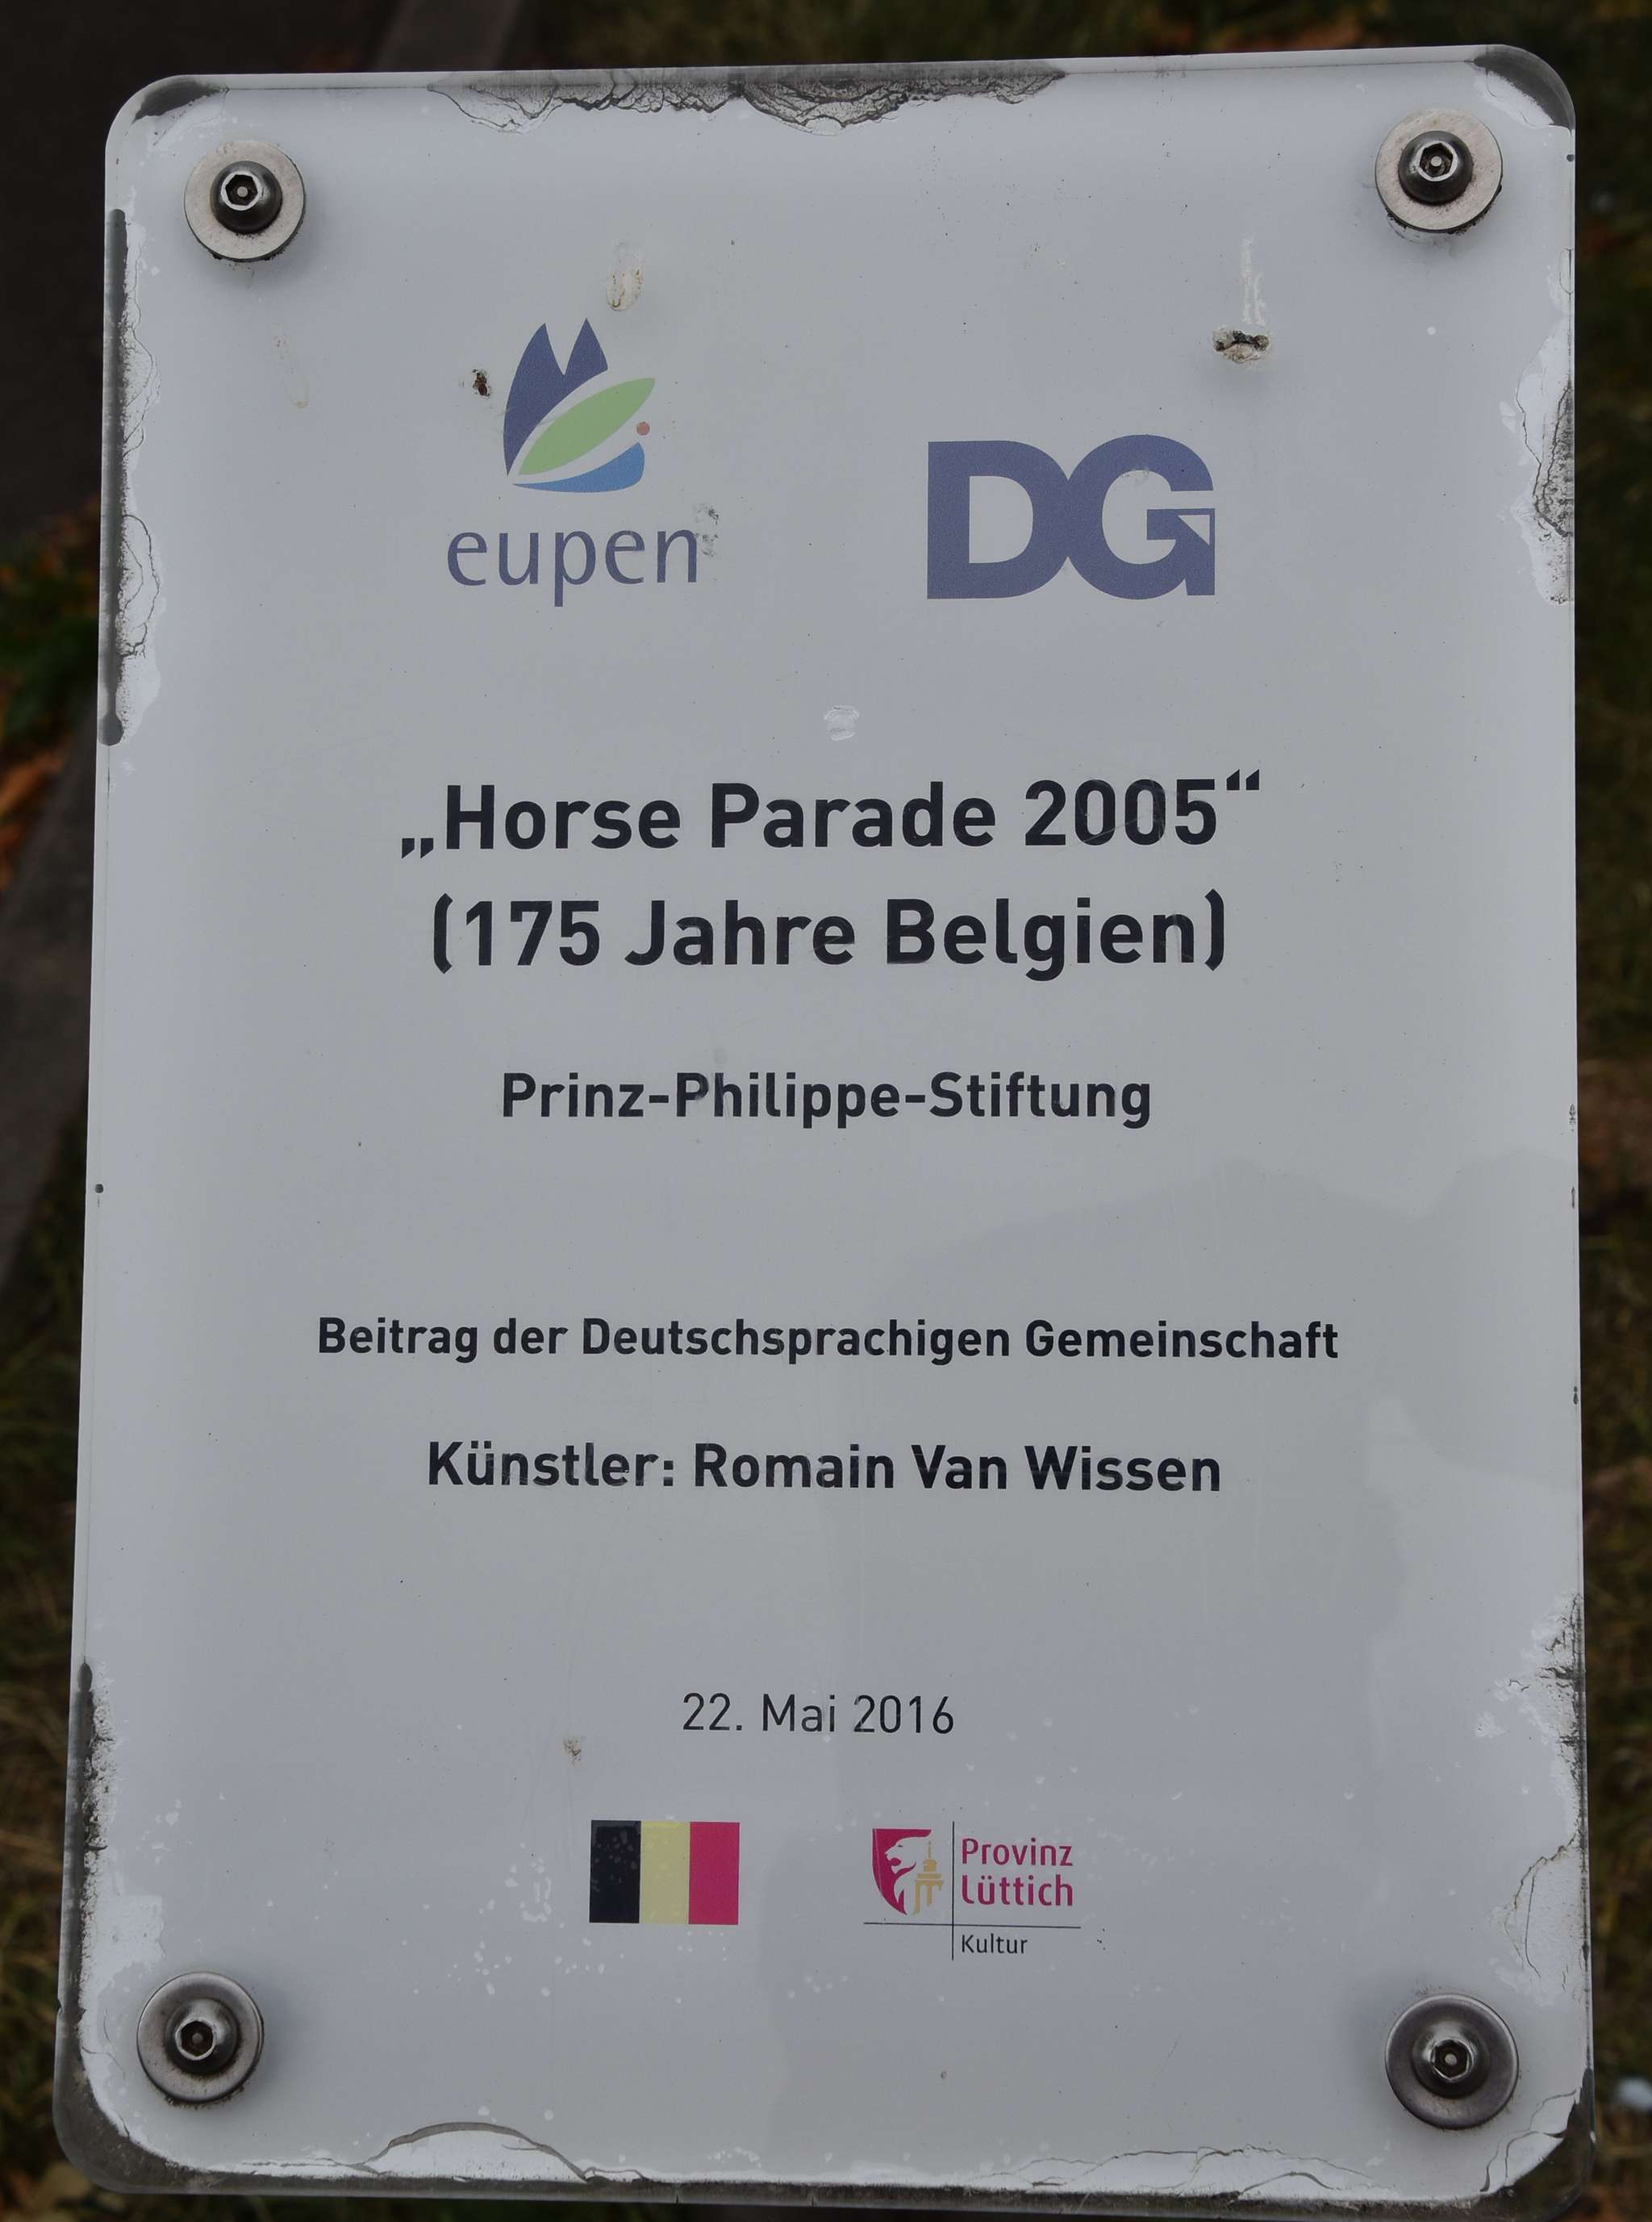 eupen
DG
„Horse Parade 2005“
(175 Jahre Belgien)
Prinz-Philippe-Stiftung
Beitrag der Deutschsprachigen Gemeinschaft
Künstler: Romain Van Wissen
22. Mai 2016
Provinz
Lüttich
Kultur